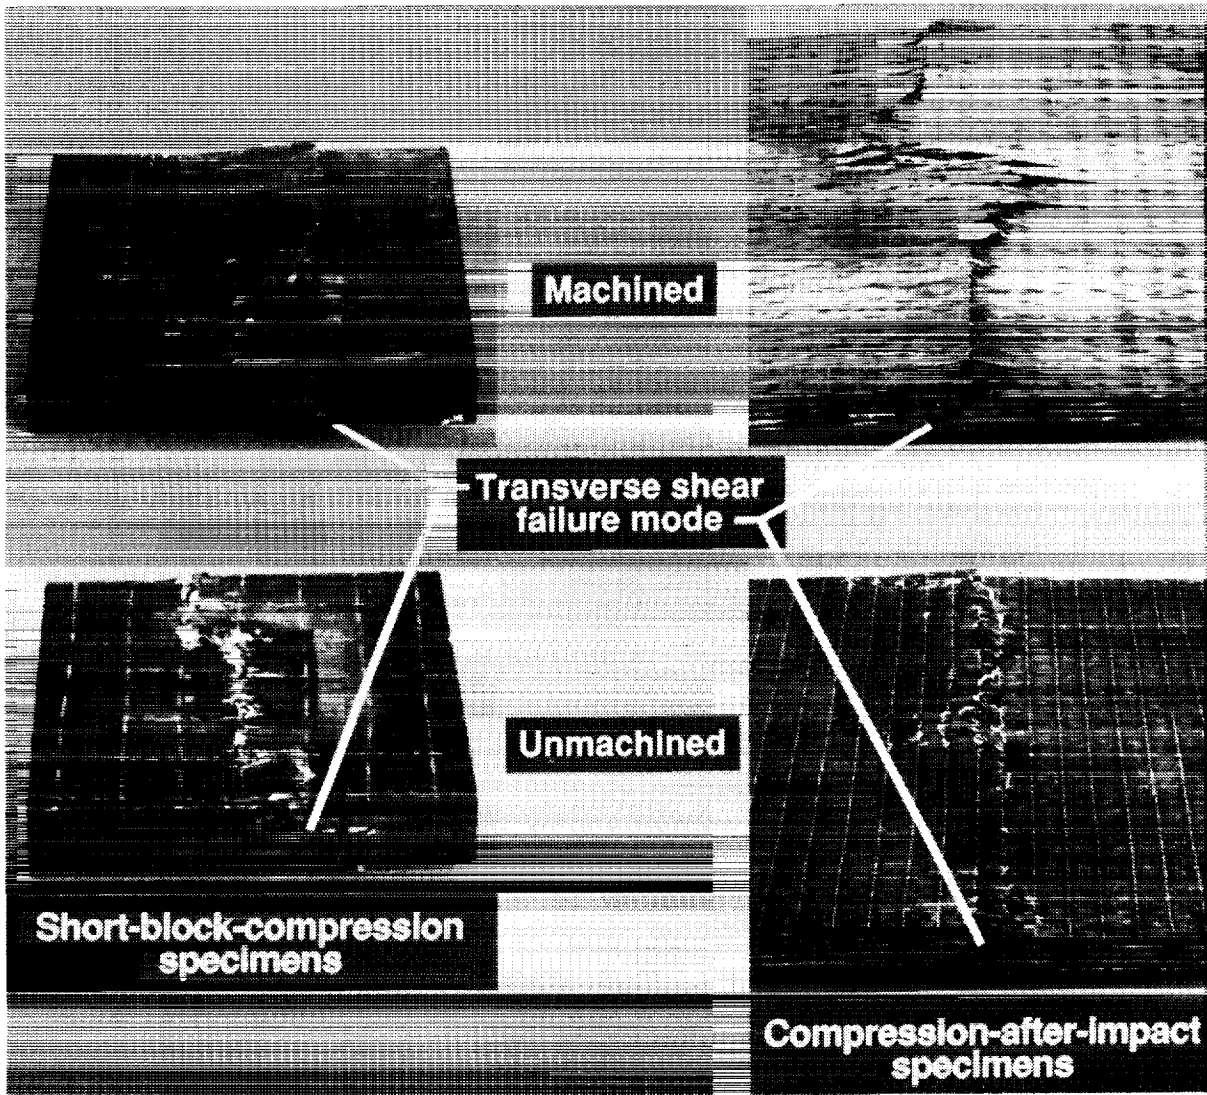 Machined
Transverse shear
failure mode
Unmachined
Short-block-compression
specimens
Compression-after-impact
specimens